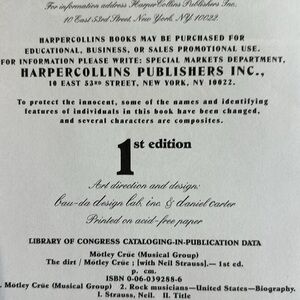 For information address HarperCollins Publishers Inc.,
10 East 53rd Street, New York, NY 10022.
HARPERCOLLINS BOOKS MAY BE PURCHASED FOR
EDUCATIONAL, BUSINESS, OR SALES PROMOTIONAL USE.
FOR INFORMATION PLEASE WRITE: SPECIAL MARKETS DEPARTMENT,
HARPERCOLLINS PUBLISHERS INC.,
10 EAST 53RD STREET, NEW YORK, NY 10022.
To protect the innocent, some of the names and identifying
features of individuals in this book have been changed,
and several characters are composites.
1st edition
Art direction and design:
bau-da design lab, inc. & daniel carter
Printed on acid-free paper
LIBRARY OF CONGRESS CATALOGING-IN-PUBLICATION DATA
Mötley Crüe (Musical Group)
The dirt / Mötley Crüe ; [with Neil Strauss].—1st ed.
p. cm.
ISBN 0-06-039288-6
. Mötley Crüe (Musical Group) 2. Rock musicians—United States—Biography.
I. Strauss, Neil. II. Title